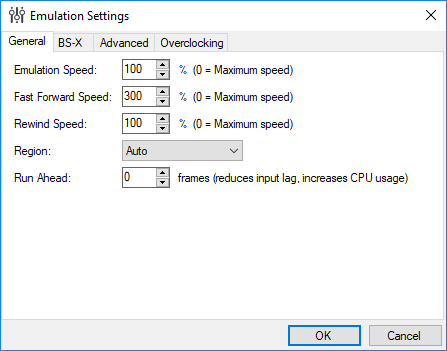 Emulation Settings
General BS-X Advanced Overclocking
Emulation Speed: 100 % (0 = Maximum speed)
Fast Forward Speed: 300 % (0 = Maximum speed)
Rewind Speed: 100 % (0 = Maximum speed)
Region: Auto
Run Ahead: 0 frames (reduces input lag, increases CPU usage)
OK Cancel